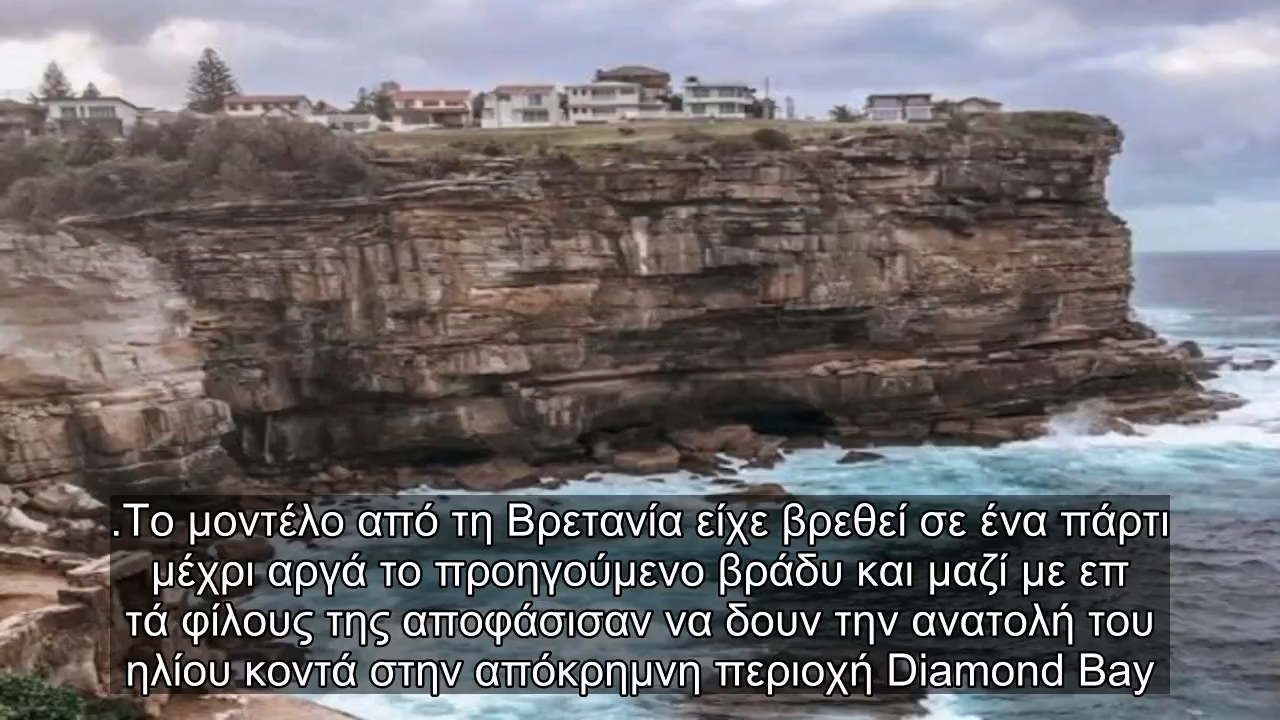 .Το μοντέλο από τη Βρετανία είχε βρεθεί σε ένα πάρτι
μέχρι αργά το προηγούμενο βράδυ και μαζί με επ
τά φίλους της αποφάσισαν να δουν την ανατολή του
ηλίου κοντά στην απόκρημνη περιοχή Diamond Bay